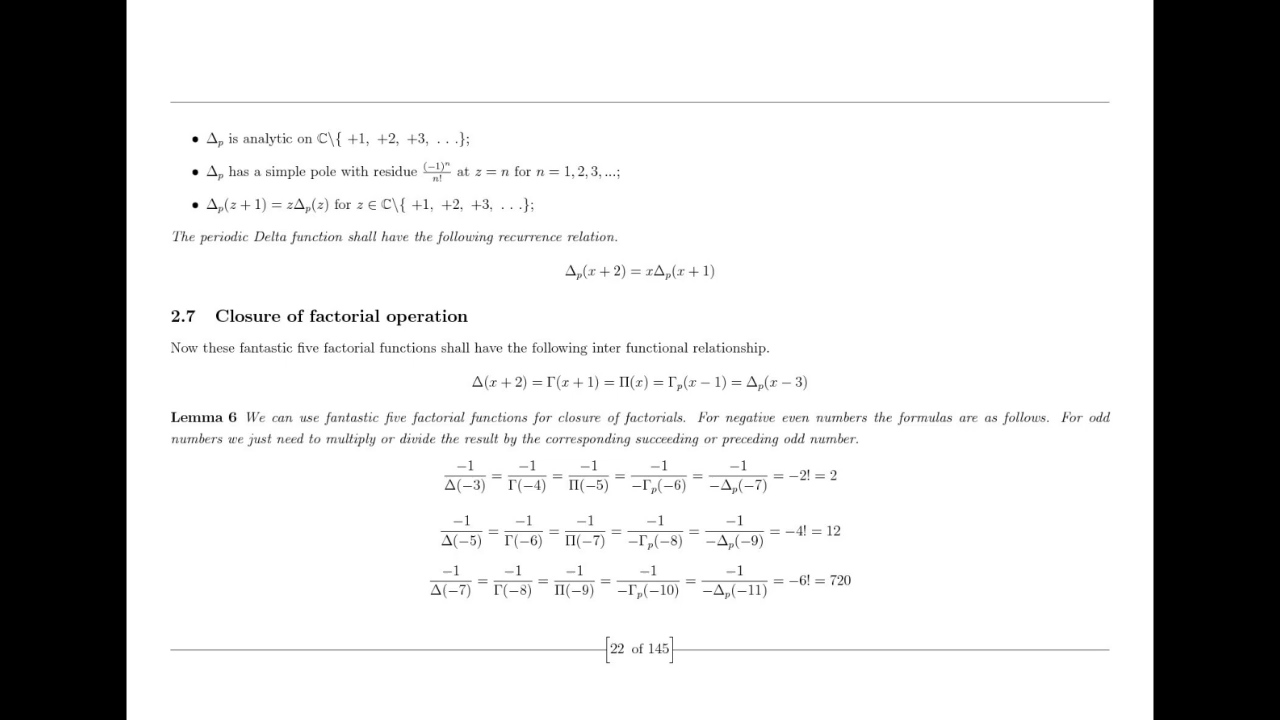 • Δ_p is analytic on ℂ\{ +1, +2, +3, . . .};
• Δ_p has a simple pole with residue (−1)^n/n! at z = n for n = 1, 2, 3, ...;
• Δ_p(z + 1) = zΔ_p(z) for z ∈ ℂ\{ +1, +2, +3, . . .};
The periodic Delta function shall have the following recurrence relation.
Δ_p(x + 2) = xΔ_p(x + 1)
2.7 Closure of factorial operation
Now these fantastic five factorial functions shall have the following inter functional relationship.
Δ(x + 2) = Γ(x + 1) = Π(x) = Γ_p(x − 1) = Δ_p(x − 3)
Lemma 6 We can use fantastic five factorial functions for closure of factorials. For negative even numbers the formulas are as follows. For odd
numbers we just need to multiply or divide the result by the corresponding succeeding or preceding odd number.
−1/Δ(−3) = −1/Γ(−4) = −1/Π(−5) = −1/−Γ_p(−6) = −1/−Δ_p(−7) = −2! = 2
−1/Δ(−5) = −1/Γ(−6) = −1/Π(−7) = −1/−Γ_p(−8) = −1/−Δ_p(−9) = −4! = 12
−1/Δ(−7) = −1/Γ(−8) = −1/Π(−9) = −1/−Γ_p(−10) = −1/−Δ_p(−11) = −6! = 720
[22 of 145]